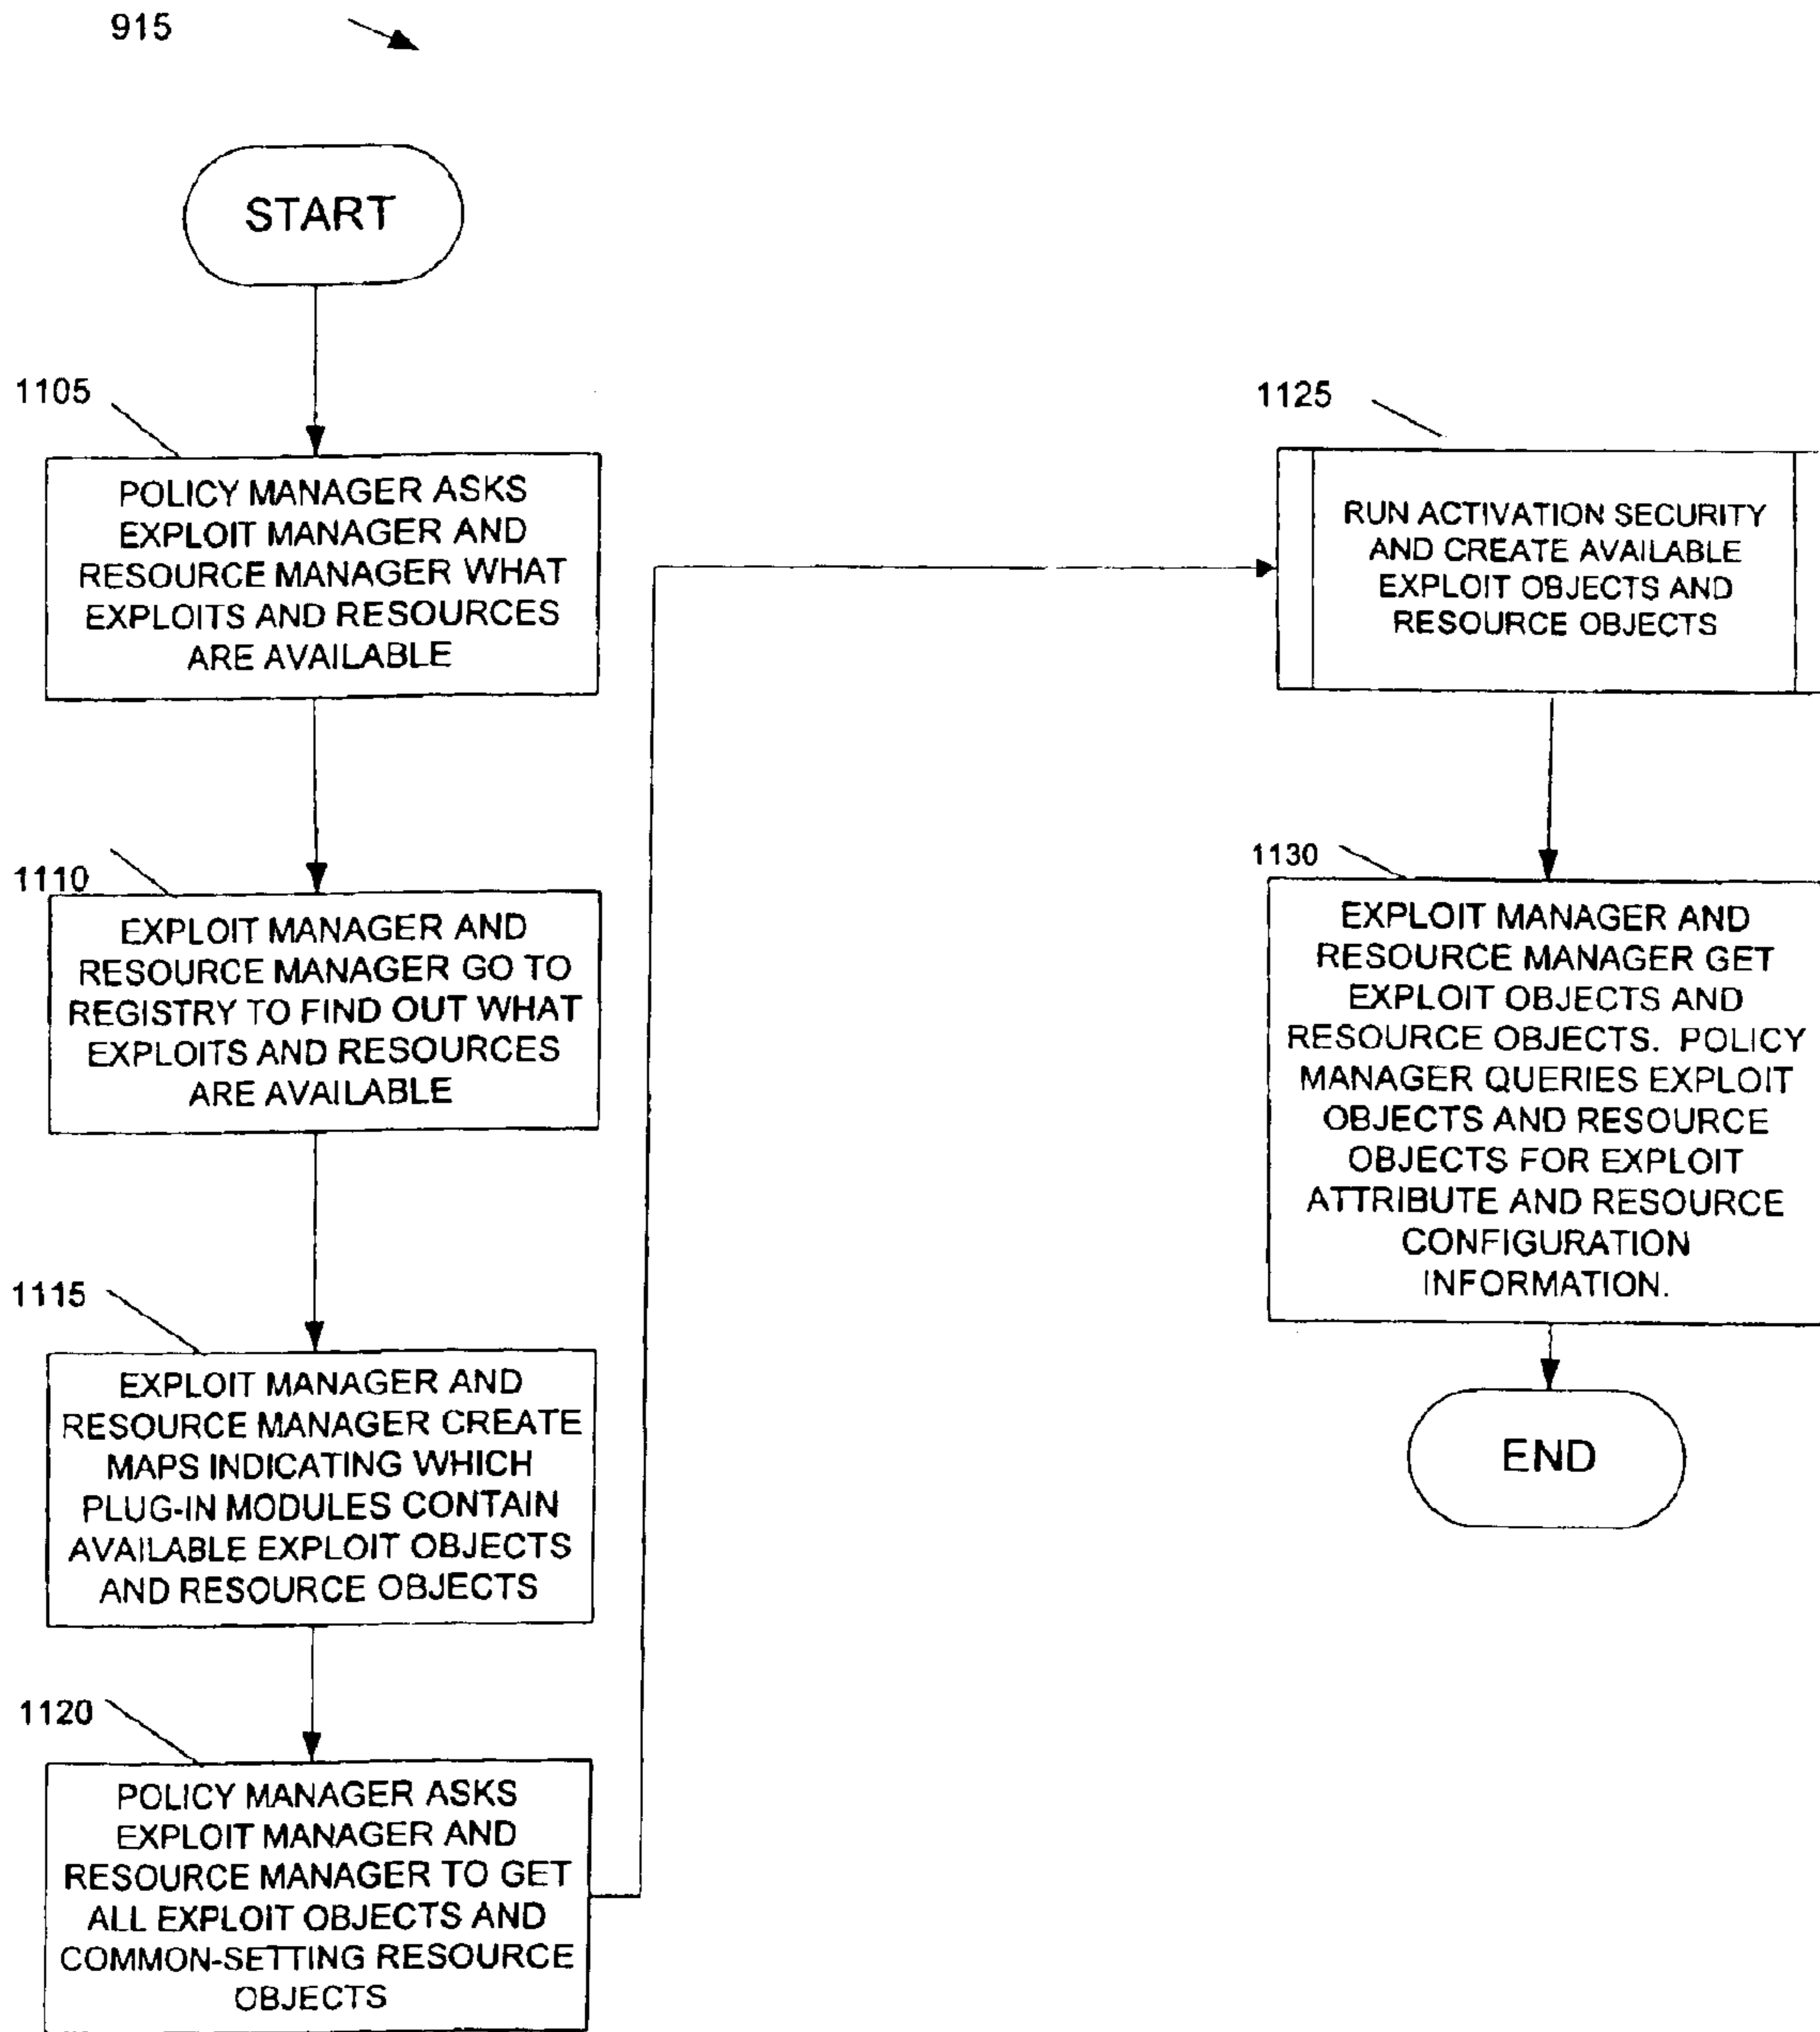 915
START
1105
POLICY MANAGER ASKS
EXPLOIT MANAGER AND
RESOURCE MANAGER WHAT
EXPLOITS AND RESOURCES
ARE AVAILABLE
1110
EXPLOIT MANAGER AND
RESOURCE MANAGER GO TO
REGISTRY TO FIND OUT WHAT
EXPLOITS AND RESOURCES
ARE AVAILABLE
1115
EXPLOIT MANAGER AND
RESOURCE MANAGER CREATE
MAPS INDICATING WHICH
PLUG-IN MODULES CONTAIN
AVAILABLE EXPLOIT OBJECTS
AND RESOURCE OBJECTS
1120
POLICY MANAGER ASKS
EXPLOIT MANAGER AND
RESOURCE MANAGER TO GET
ALL EXPLOIT OBJECTS AND
COMMON-SETTING RESOURCE
OBJECTS
1125
RUN ACTIVATION SECURITY
AND CREATE AVAILABLE
EXPLOIT OBJECTS AND
RESOURCE OBJECTS
1130
EXPLOIT MANAGER AND
RESOURCE MANAGER GET
EXPLOIT OBJECTS AND
RESOURCE OBJECTS. POLICY
MANAGER QUERIES EXPLOIT
OBJECTS AND RESOURCE
OBJECTS FOR EXPLOIT
ATTRIBUTE AND RESOURCE
CONFIGURATION
INFORMATION.
END